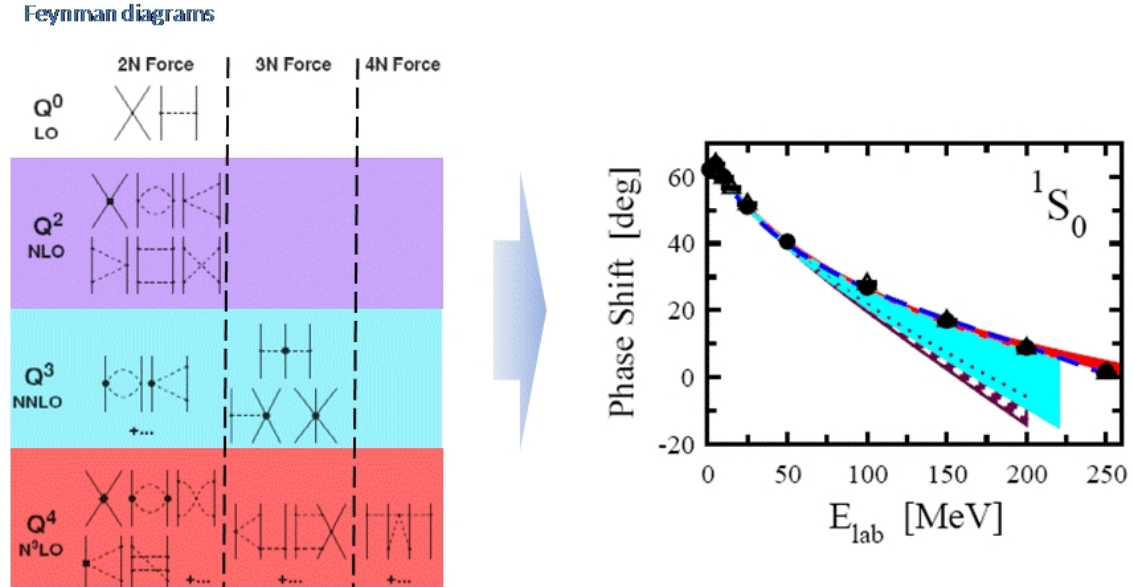 Feynman diagrams
2N Force 3N Force 4N Force
Q⁰
LO
Q²
NLO
Q³
NNLO
+...
Q⁴
N³LO
+... +... +...
¹S₀
Phase Shift [deg]
60
40
20
0
-20
0 50 100 150 200 250
E_lab [MeV]